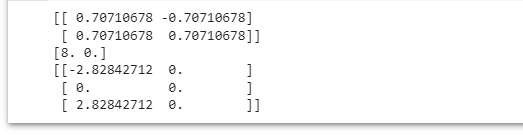 [[ 0.70710678 -0.70710678]
 [ 0.70710678  0.70710678]]
[8. 0.]
[[-2.82842712  0.        ]
 [ 0.          0.        ]
 [ 2.82842712  0.        ]]